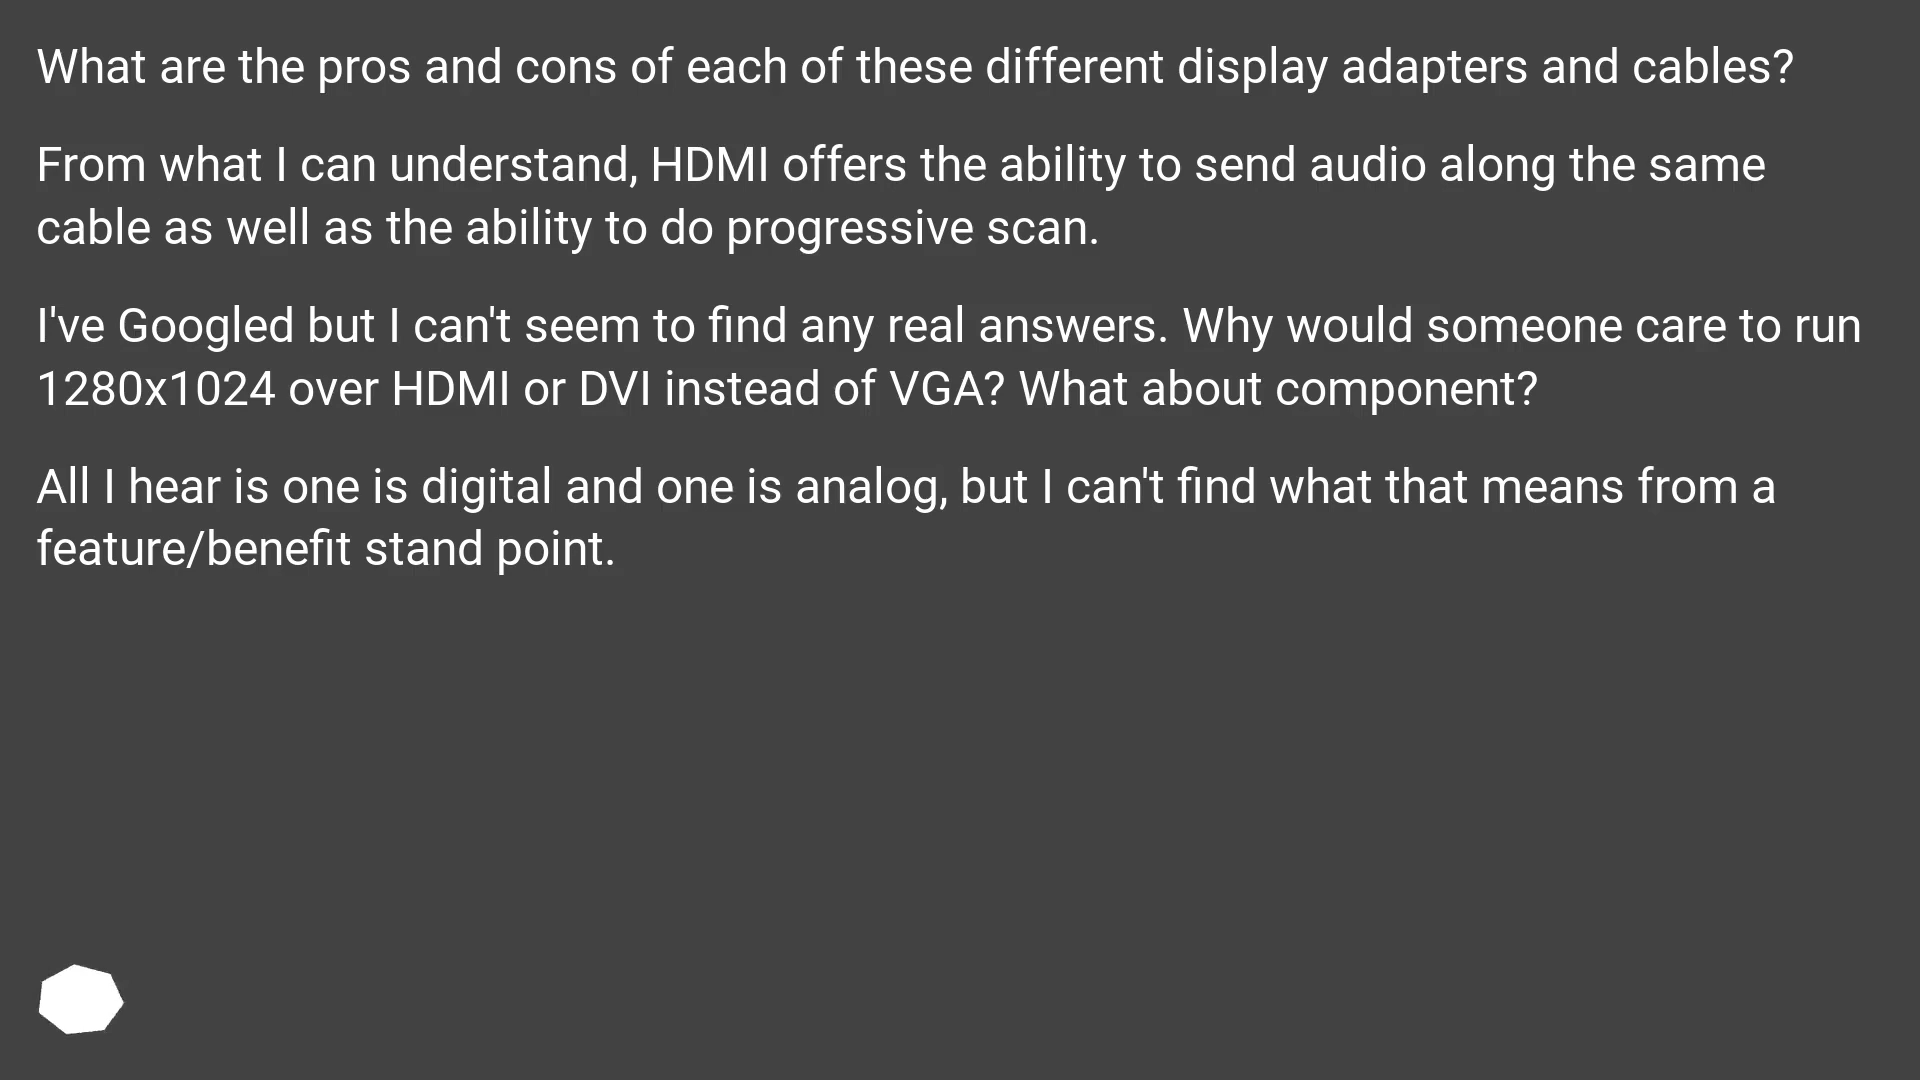 What are the pros and cons of each of these different display adapters and cables?
From what I can understand, HDMI offers the ability to send audio along the same
cable as well as the ability to do progressive scan.
I've Googled but I can't seem to find any real answers. Why would someone care to run
1280x1024 over HDMI or DVI instead of VGA? What about component?
All I hear is one is digital and one is analog, but I can't find what that means from a
feature/benefit stand point.